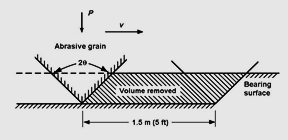 P
v
Abrasive grain
2θ
Volume removed
Bearing
surface
1.5 m (5 ft)